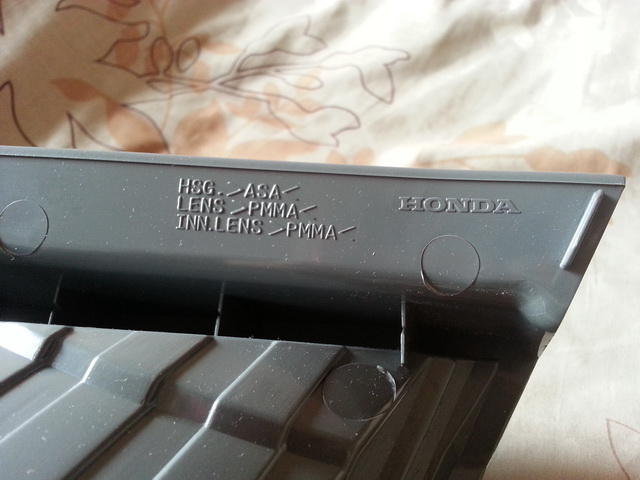 HSG. >ASA<
LENS >PMMA<
INN.LENS >PMMA<
HONDA